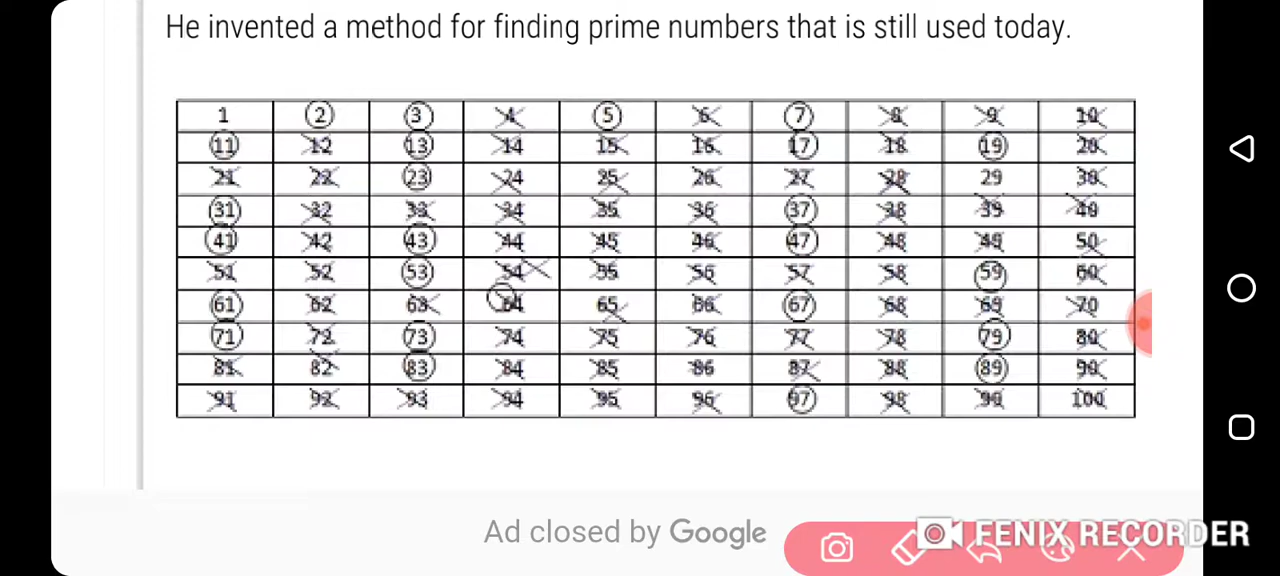 He invented a method for finding prime numbers that is still used today.
1 2 3 4 5 6 7 8 9 10
11 12 13 14 15 16 17 18 19 20
21 22 23 24 25 26 27 28 29 30
31 32 33 34 35 36 37 38 39 40
41 42 43 44 45 46 47 48 49 50
51 52 53 54 55 56 57 58 59 60
61 62 63 64 65 66 67 68 69 70
71 72 73 74 75 76 77 78 79 80
81 82 83 84 85 86 87 88 89 90
91 92 93 94 95 96 97 98 99 100
Ad closed by Google
FENIX RECORDER